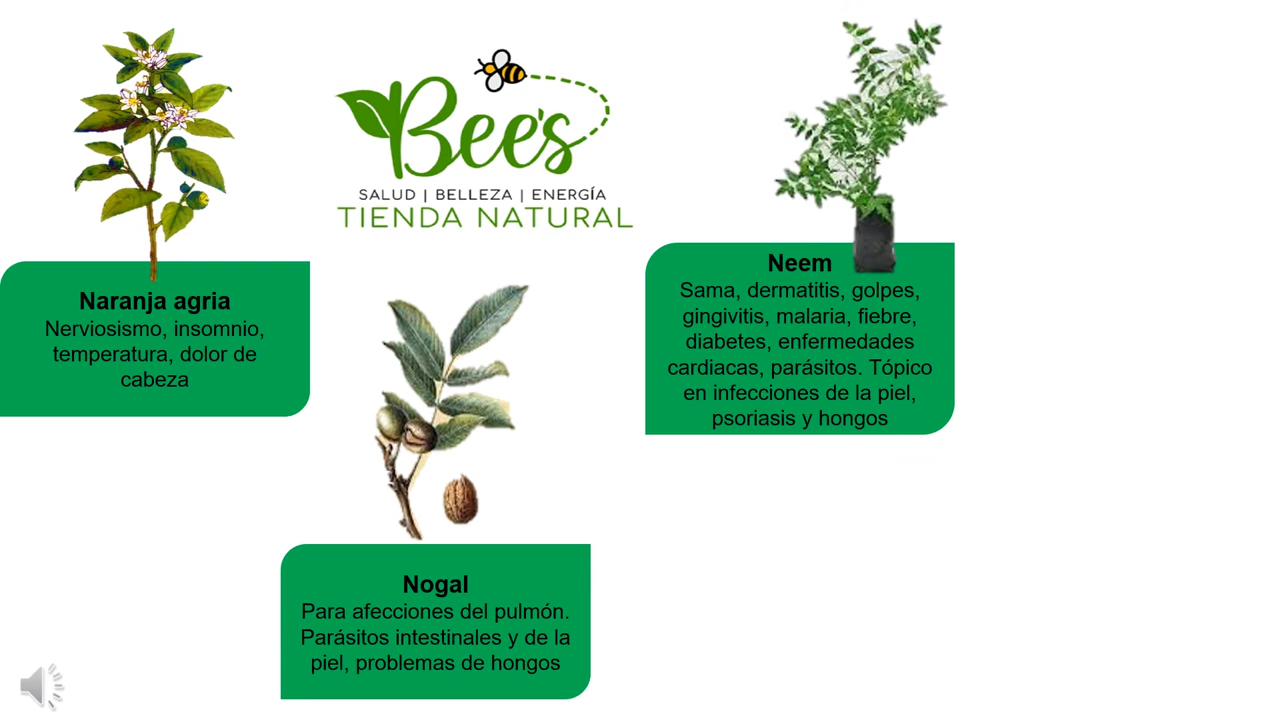 Bee's
SALUD | BELLEZA | ENERGÍA
TIENDA NATURAL
Naranja agria
Nerviosismo, insomnio,
temperatura, dolor de
cabeza
Neem
Sama, dermatitis, golpes,
gingivitis, malaria, fiebre,
diabetes, enfermedades
cardiacas, parásitos. Tópico
en infecciones de la piel,
psoriasis y hongos
Nogal
Para afecciones del pulmón.
Parásitos intestinales y de la
piel, problemas de hongos